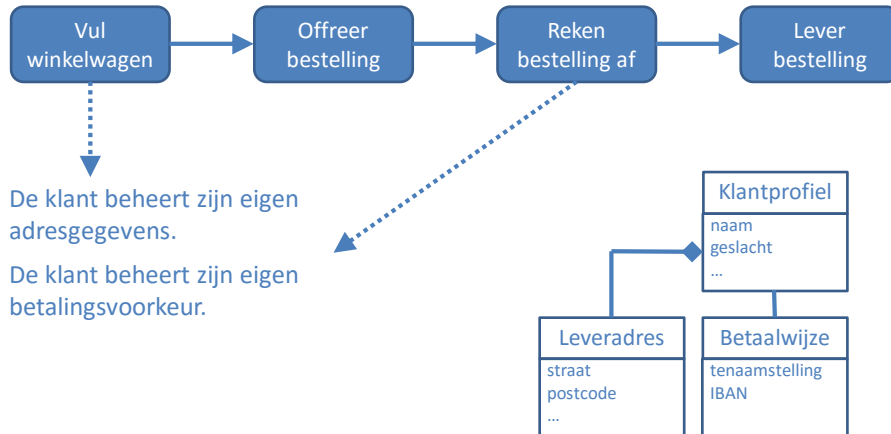 Vul
winkelwagen
Offreer
bestelling
Reken
bestelling af
Lever
bestelling
De klant beheert zijn eigen
adresgegevens.
De klant beheert zijn eigen
betalingsvoorkeur.
Klantprofiel
naam
geslacht
...
Leveradres
straat
postcode
...
Betaalwijze
tenaamstelling
IBAN